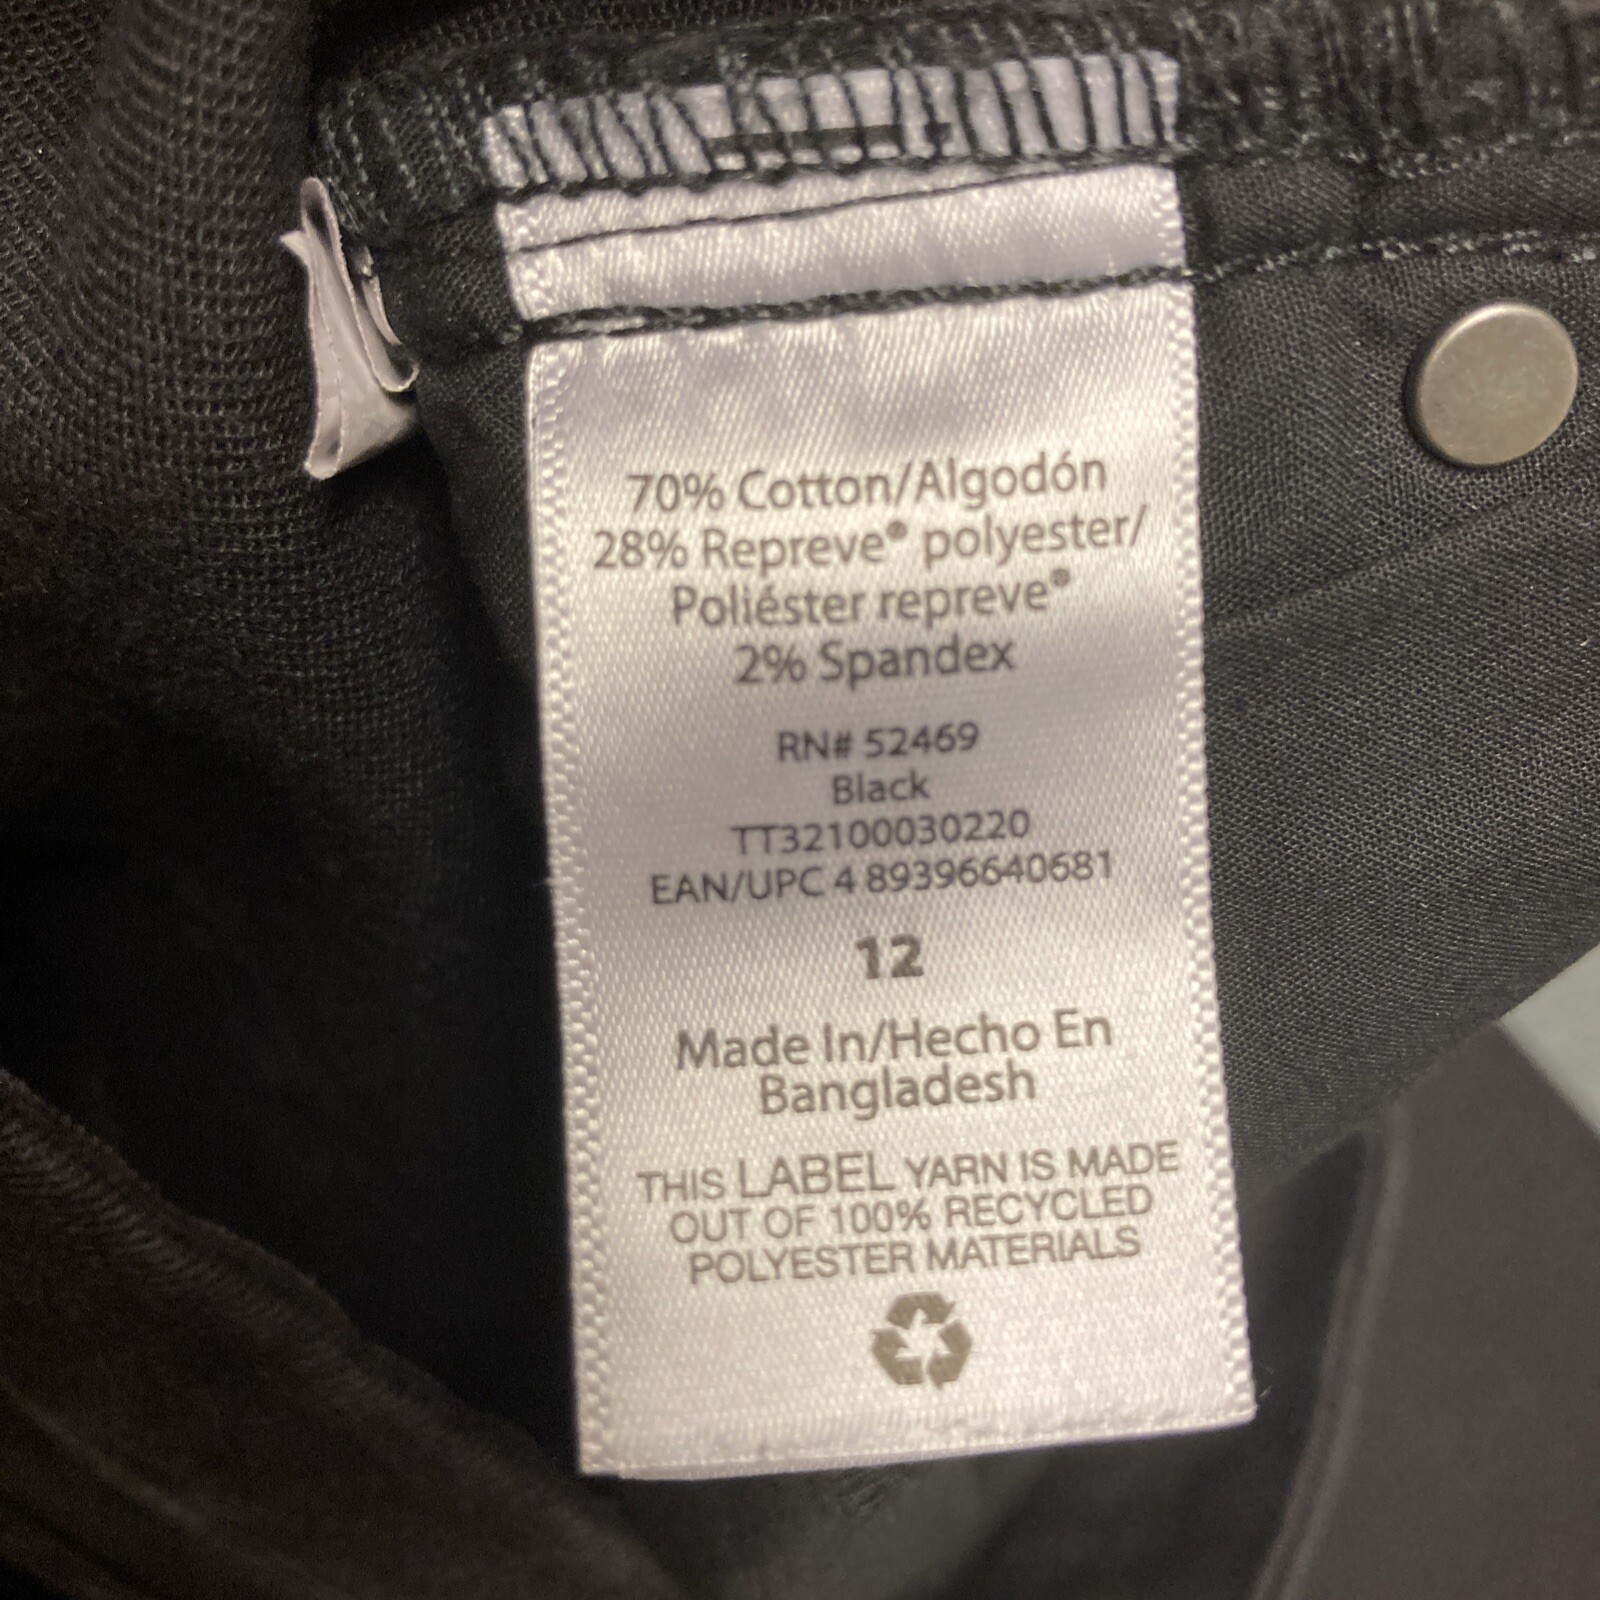 70% Cotton/Algodón
28% Repreve® polyester/
Poliéster repreve®
2% Spandex
RN# 52469
Black
TT32100030220
EAN/UPC 4 89396640681
12
Made In/Hecho En
Bangladesh
THIS LABEL YARN IS MADE
OUT OF 100% RECYCLED
POLYESTER MATERIALS